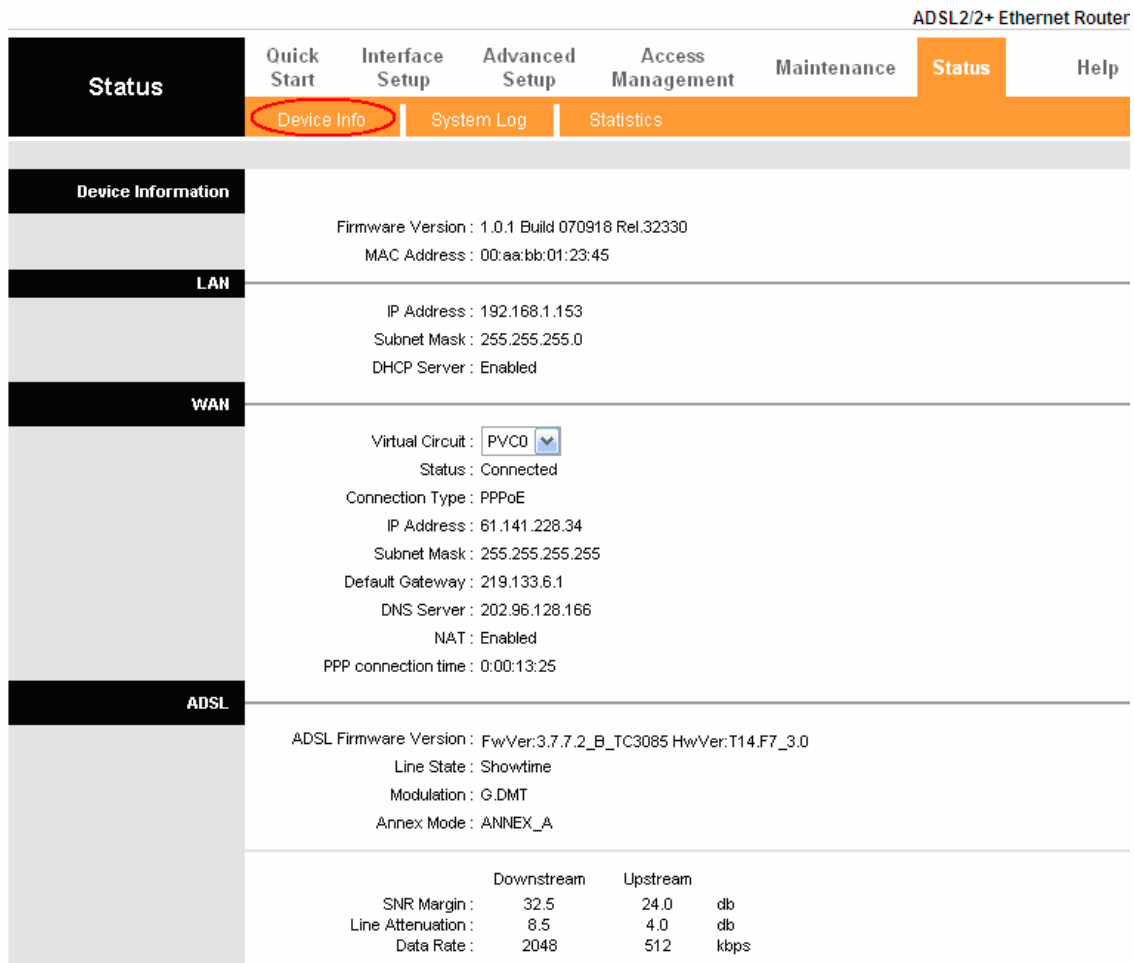 ADSL2/2+ Ethernet Router
Status
Quick Start
Interface Setup
Advanced Setup
Access Management
Maintenance
Status
Help
Device Info
System Log
Statistics
Device Information
Firmware Version : 1.0.1 Build 070918 Rel.32330
MAC Address : 00:aa:bb:01:23:45
LAN
IP Address : 192.168.1.153
Subnet Mask : 255.255.255.0
DHCP Server : Enabled
WAN
Virtual Circuit : PVC0
Status : Connected
Connection Type : PPPoE
IP Address : 61.141.228.34
Subnet Mask : 255.255.255.255
Default Gateway : 219.133.6.1
DNS Server : 202.96.128.166
NAT : Enabled
PPP connection time : 0:00:13:25
ADSL
ADSL Firmware Version : FwVer:3.7.7.2_B_TC3085 HwVer:T14.F7_3.0
Line State : Showtime
Modulation : G.DMT
Annex Mode : ANNEX_A
Downstream Upstream
SNR Margin : 32.5 24.0 db
Line Attenuation : 8.5 4.0 db
Data Rate : 2048 512 kbps